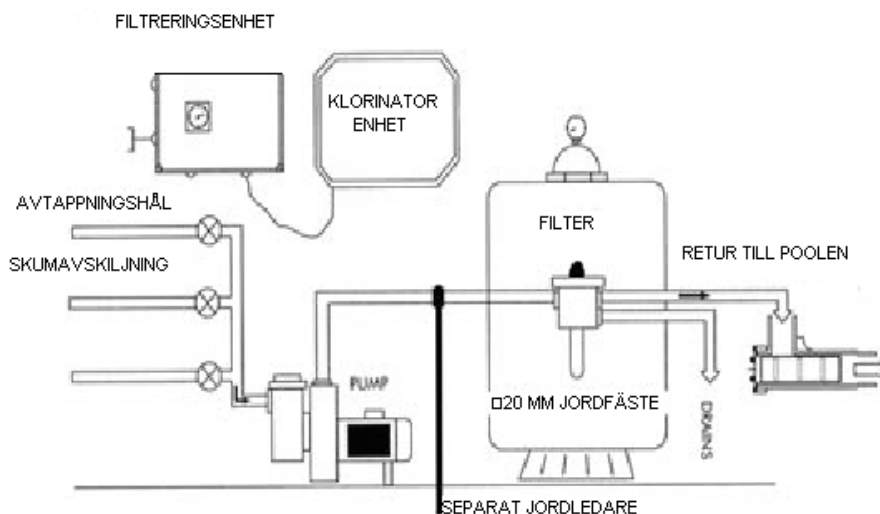 FILTRERINGSENHET
KLORINATOR
ENHET
AVTAPPNINGSHÅL
SKUMAVSKILJNING
FILTER
RETUR TILL POOLEN
PUMP
□20 MM JORDFÄSTE
DRAINS
SEPARAT JORDLEDARE